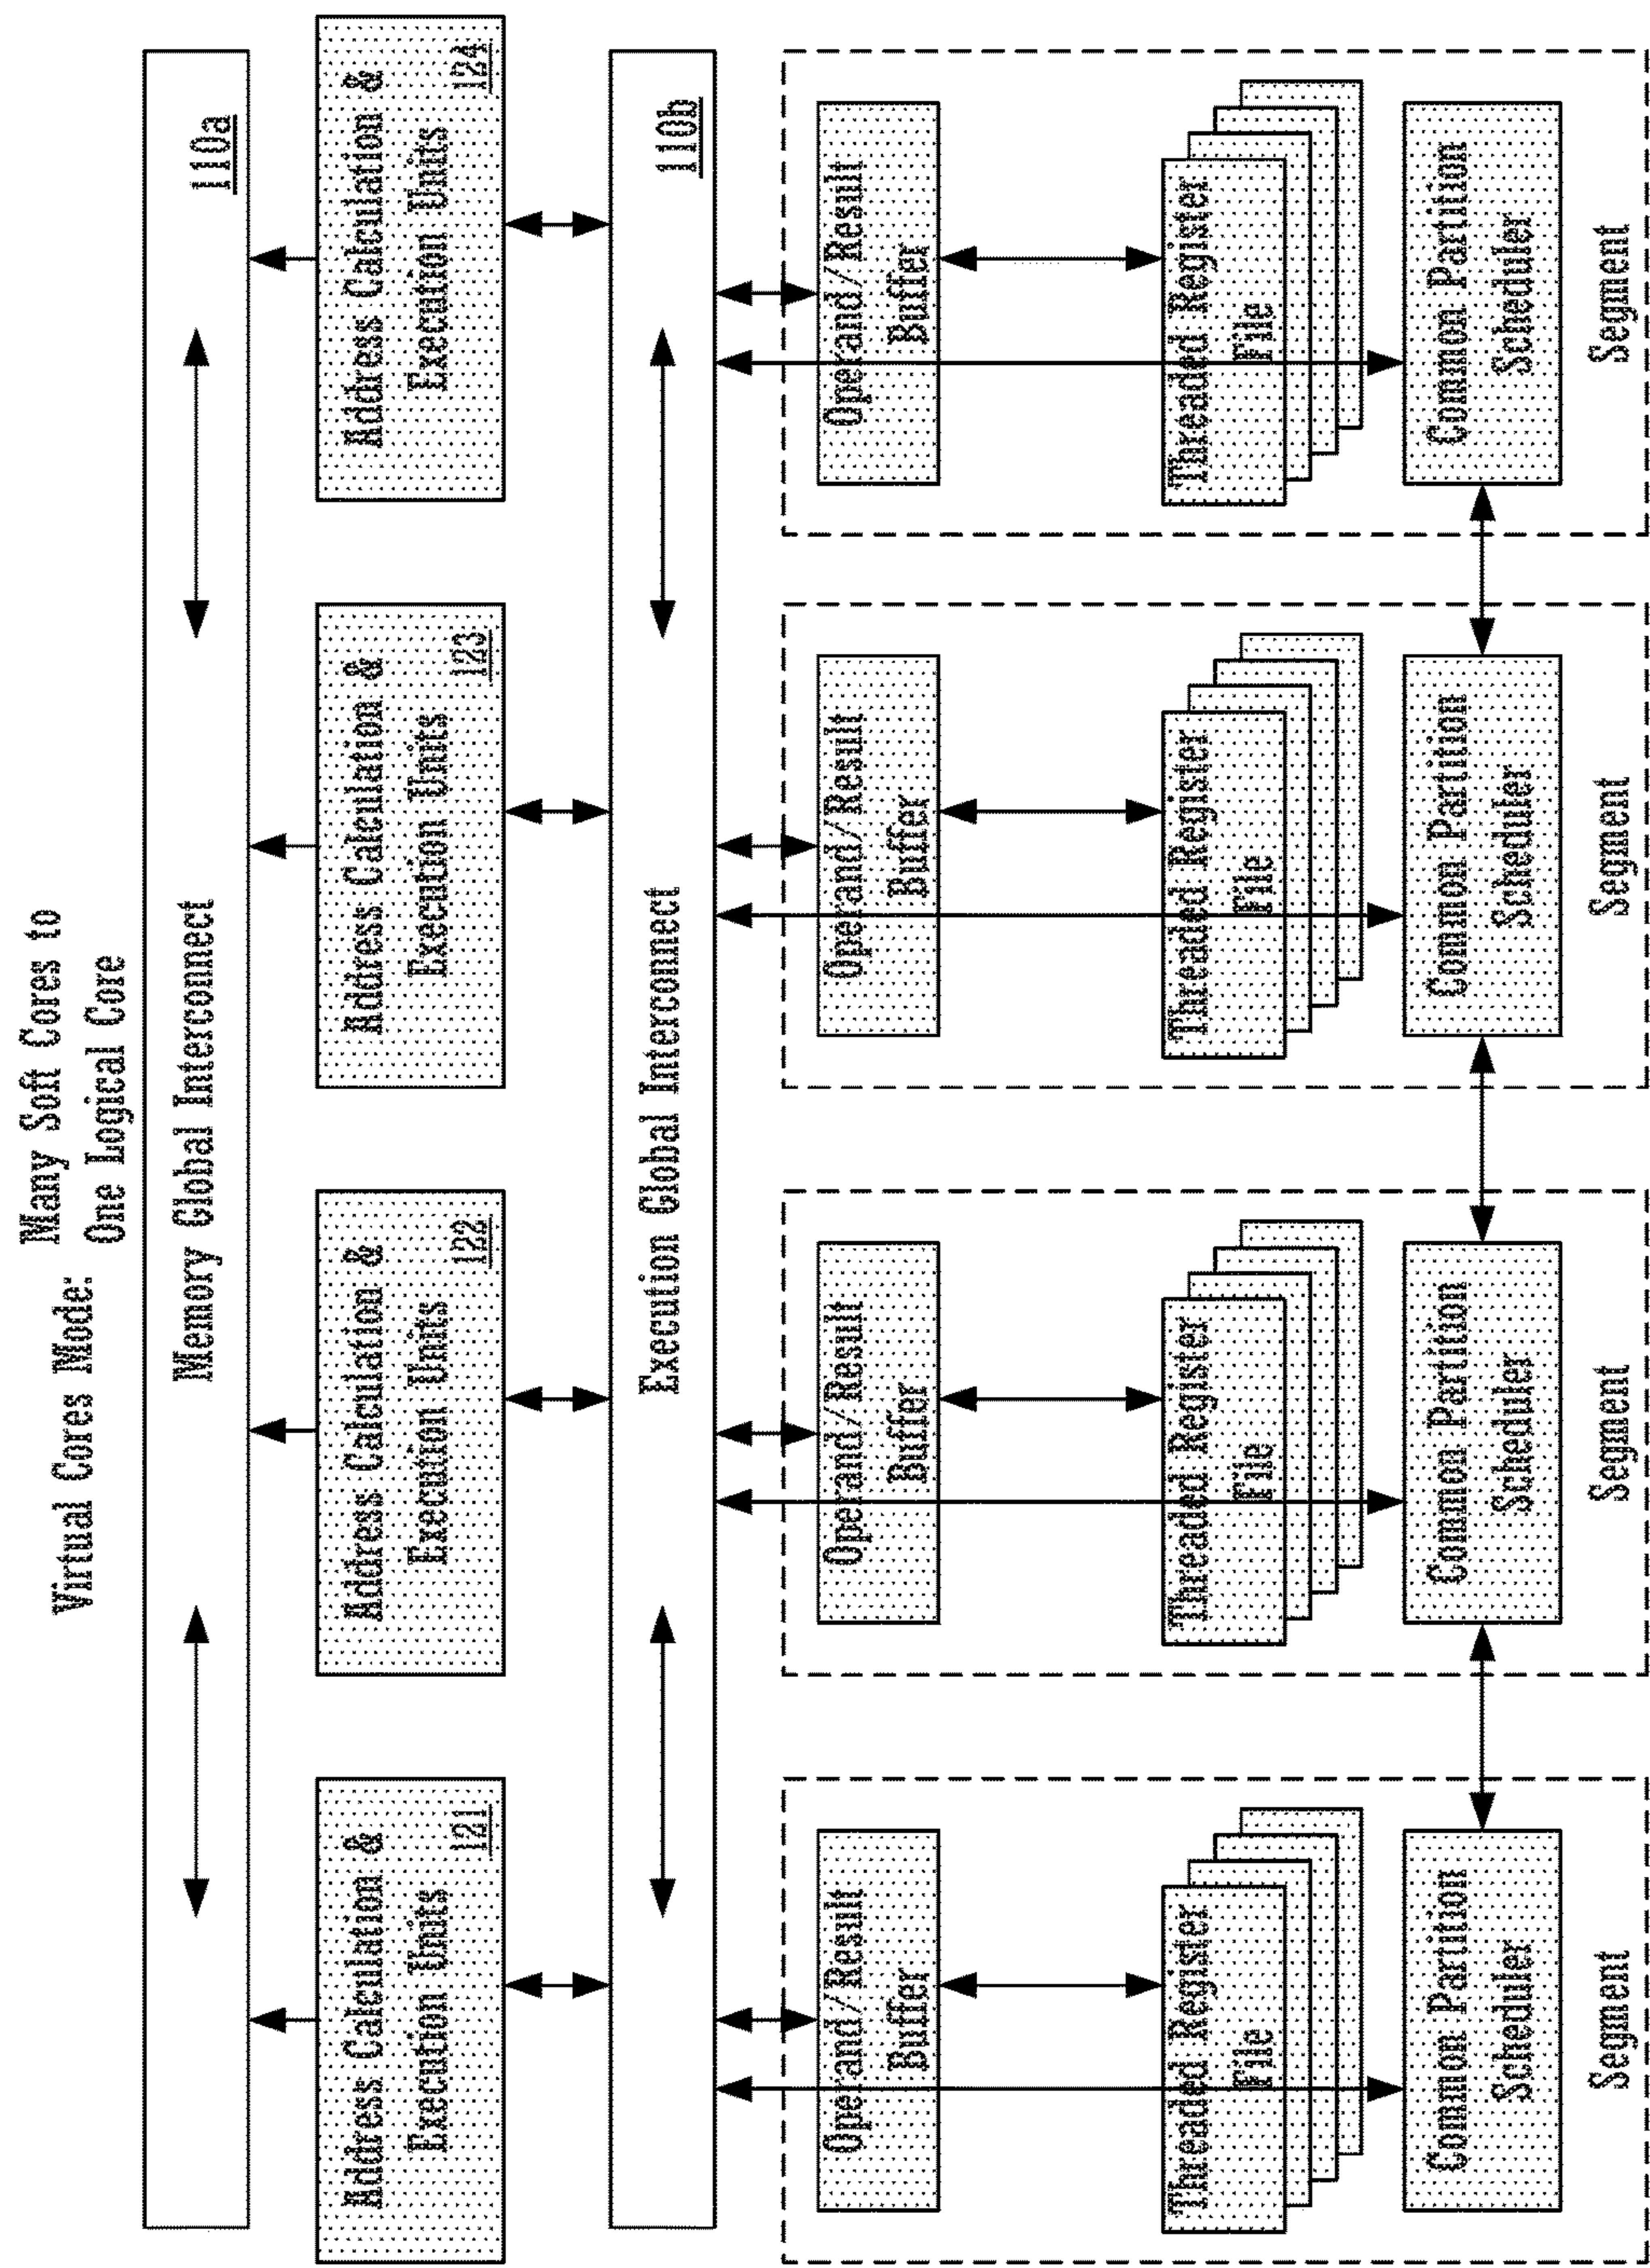 Virtual Cores Mode:
Many Soft Cores to
One Logical Core
Memory Global Interconnect
110a
Address Calculation &
Execution Units
121
Address Calculation &
Execution Units
122
Address Calculation &
Execution Units
123
Address Calculation &
Execution Units
124
Execution Global Interconnect
110b
Operand/Result
Buffer
Operand/Result
Buffer
Operand/Result
Buffer
Operand/Result
Buffer
Threaded Register
File
Threaded Register
File
Threaded Register
File
Threaded Register
File
Common Partition
Scheduler
Common Partition
Scheduler
Common Partition
Scheduler
Common Partition
Scheduler
Segment
Segment
Segment
Segment